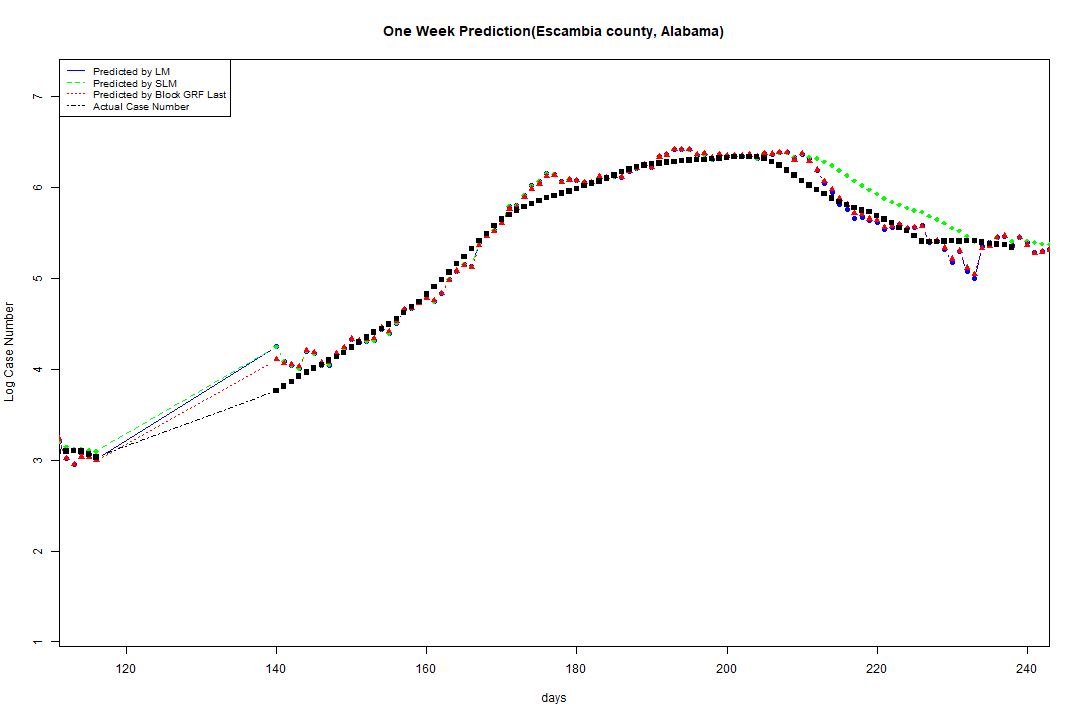 One Week Prediction(Escambia county, Alabama)
Predicted by LM
Predicted by SLM
Predicted by Block GRF Last
Actual Case Number
7
6
5
4
3
2
1
Log Case Number
120 140 160 180 200 220 240
days